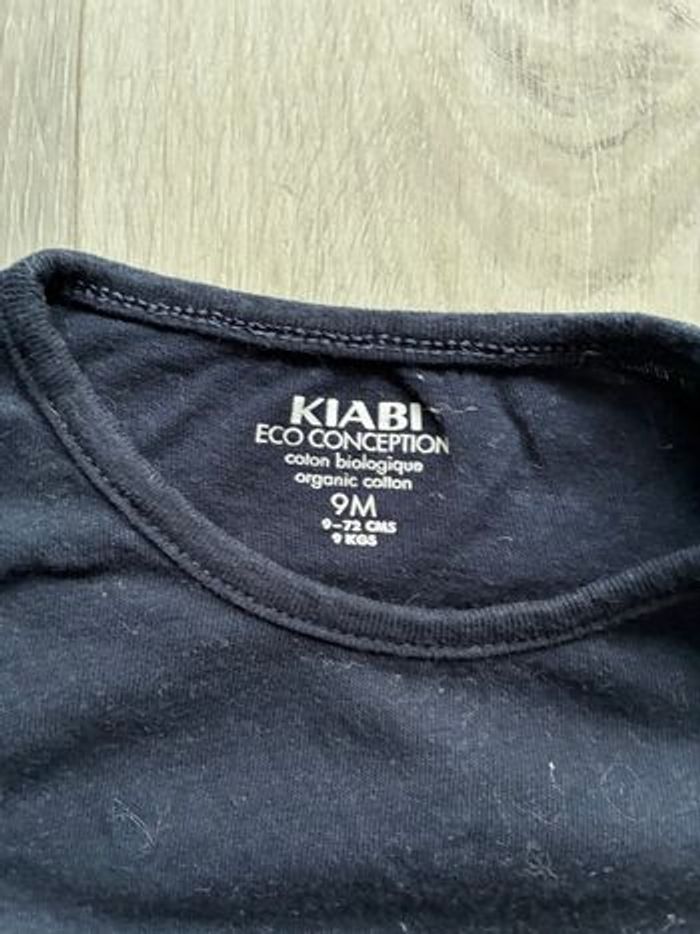 KIABI
ECO CONCEPTION
coton biologique
organic cotton
9M
9-72 CMS
9 KGS